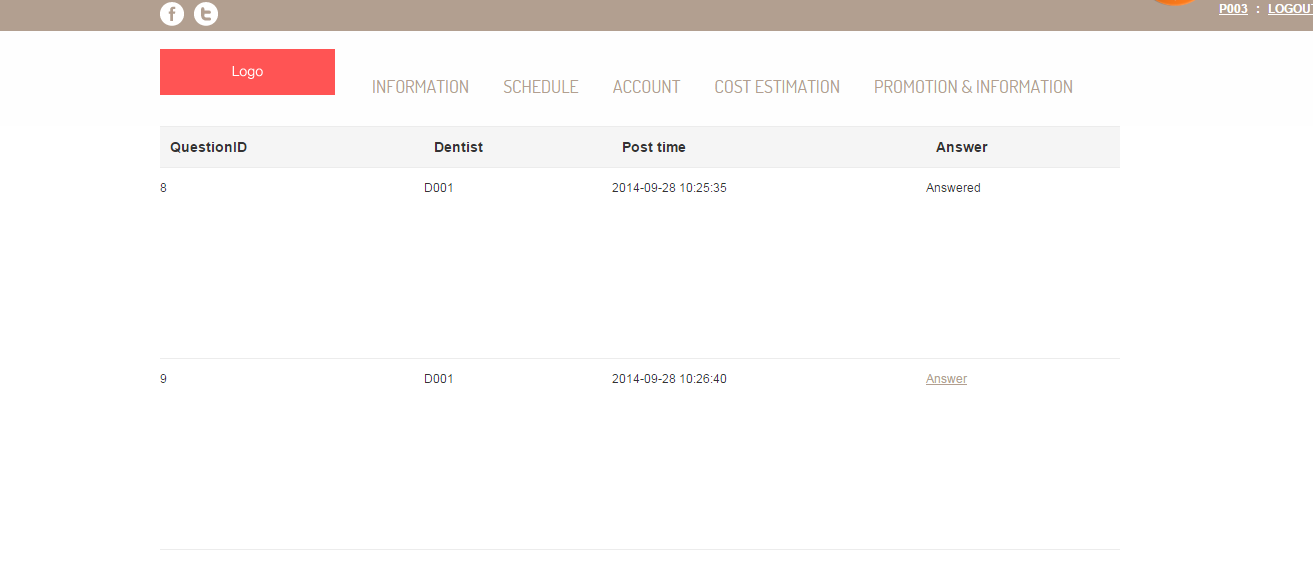 P003 : LOGOUT
Logo
INFORMATION SCHEDULE ACCOUNT COST ESTIMATION PROMOTION & INFORMATION
QuestionID Dentist Post time Answer
8 D001 2014-09-28 10:25:35 Answered
9 D001 2014-09-28 10:26:40 Answer